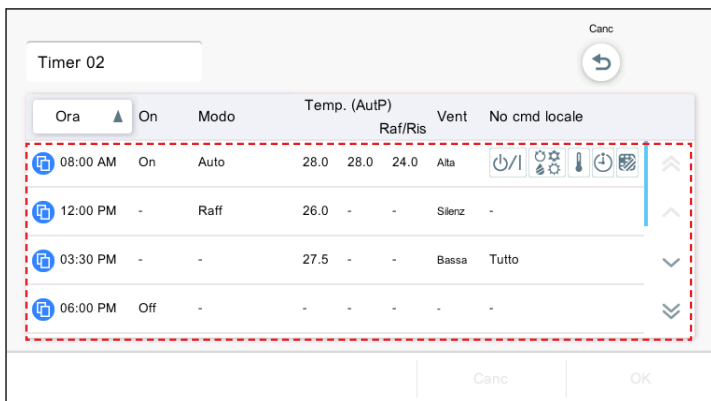 Canc
Timer 02
Ora On Modo Temp. (AutP) Raf/Ris Vent No cmd locale
08:00 AM On Auto 28.0 28.0 24.0 Alta
12:00 PM - Raff 26.0 - - Silenz -
03:30 PM - - 27.5 - - Bassa Tutto
06:00 PM Off - - - - - -
Canc OK